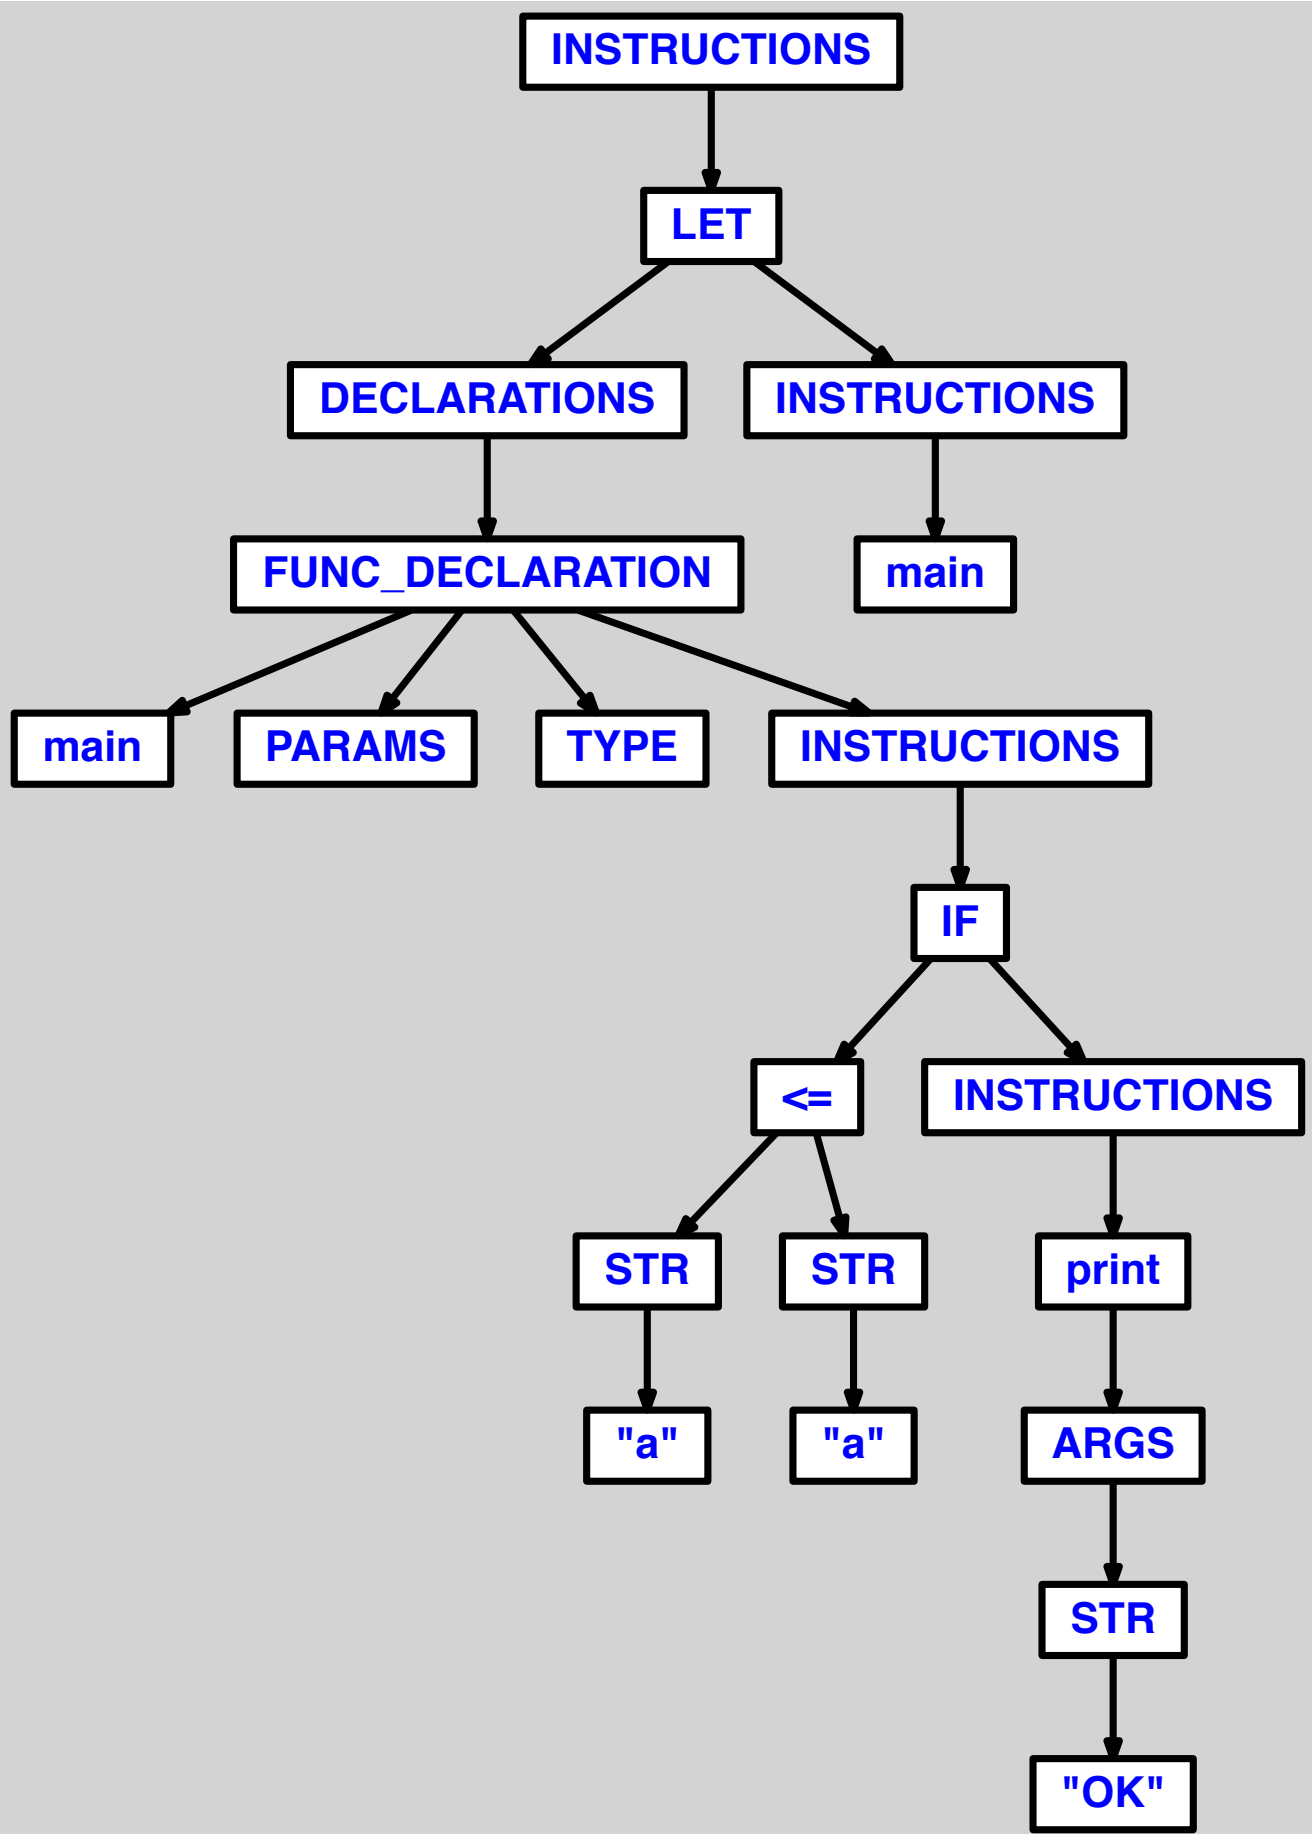 INSTRUCTIONS
LET
DECLARATIONS
INSTRUCTIONS
FUNC_DECLARATION
main
main
PARAMS
TYPE
INSTRUCTIONS
IF
<=
INSTRUCTIONS
STR
STR
print
"a"
"a"
ARGS
STR
"OK"